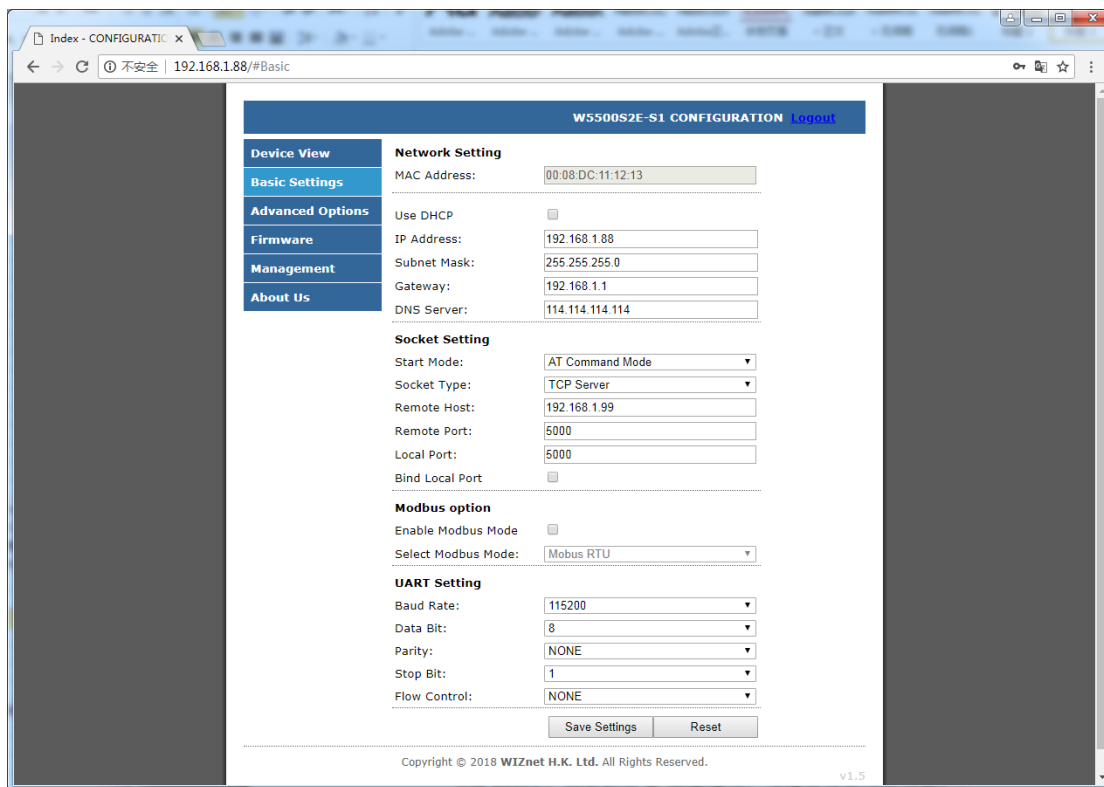 Index - CONFIGURATIC
不安全 | 192.168.1.88/#Basic
W5500S2E-S1 CONFIGURATION Logout
Device View
Basic Settings
Advanced Options
Firmware
Management
About Us
Network Setting
MAC Address: 00:08:DC:11:12:13
Use DHCP
IP Address: 192.168.1.88
Subnet Mask: 255.255.255.0
Gateway: 192.168.1.1
DNS Server: 114.114.114.114
Socket Setting
Start Mode: AT Command Mode
Socket Type: TCP Server
Remote Host: 192.168.1.99
Remote Port: 5000
Local Port: 5000
Bind Local Port
Modbus option
Enable Modbus Mode
Select Modbus Mode: Mobus RTU
UART Setting
Baud Rate: 115200
Data Bit: 8
Parity: NONE
Stop Bit: 1
Flow Control: NONE
Save Settings Reset
Copyright © 2018 WIZnet H.K. Ltd. All Rights Reserved.
v1.5